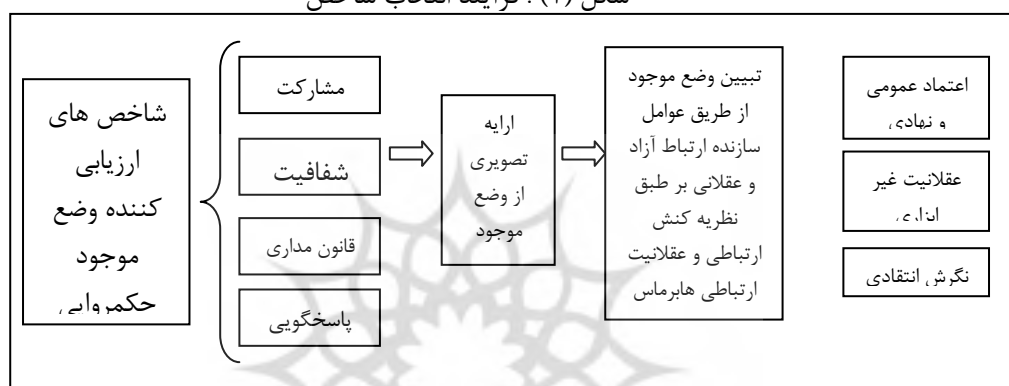 شکل (۱) : فرآیند انتخاب شاخص
شاخص های
ارزیابی
کننده وضع
موجود
حکمروایی
مشارکت
شفافیت
قانون مداری
پاسخگویی
ارایه
تصویری
از وضع
موجود
تبیین وضع موجود
از طریق عوامل
سازنده ارتباط آزاد
و عقلانی بر طبق
نظریه کنش
ارتباطی و عقلانیت
ارتباطی هابرماس
اعتماد عمومی
و نهادی
عقلانیت غیر
ابزاری
نگرش انتقادی